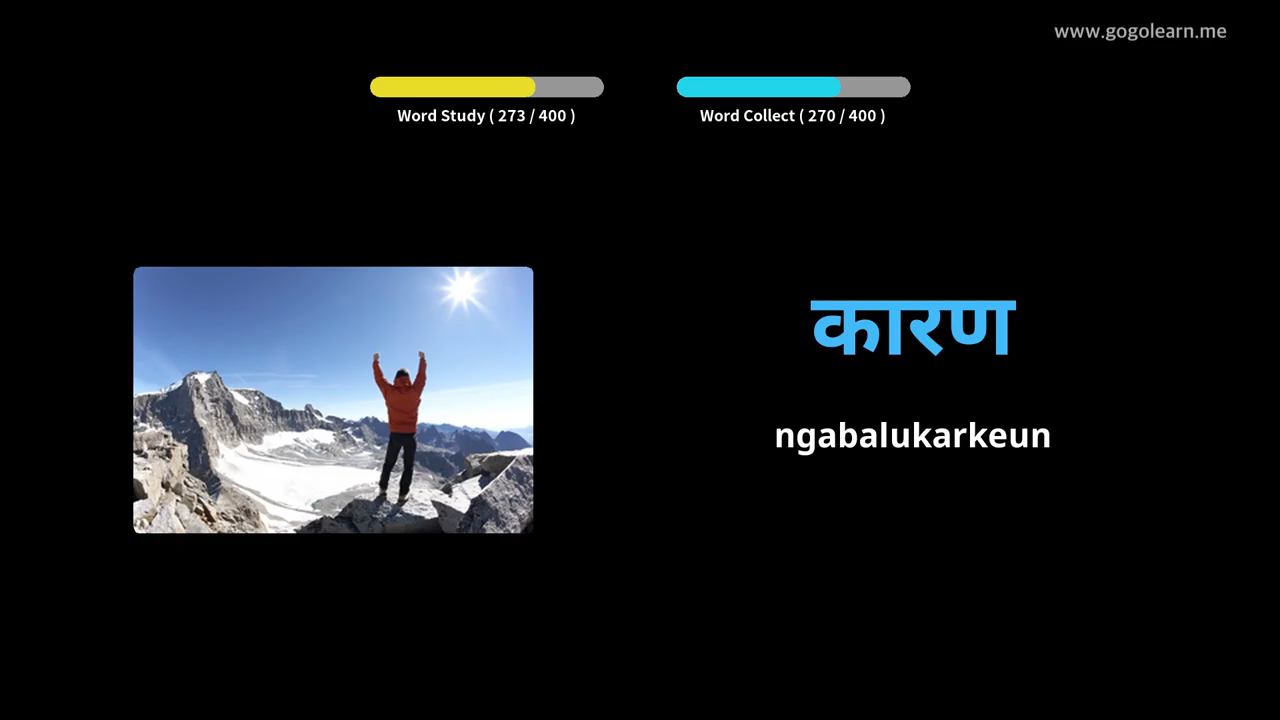 www.gogolearn.me
Word Study ( 273 / 400 )
Word Collect ( 270 / 400 )
कारण
ngabalukarkeun